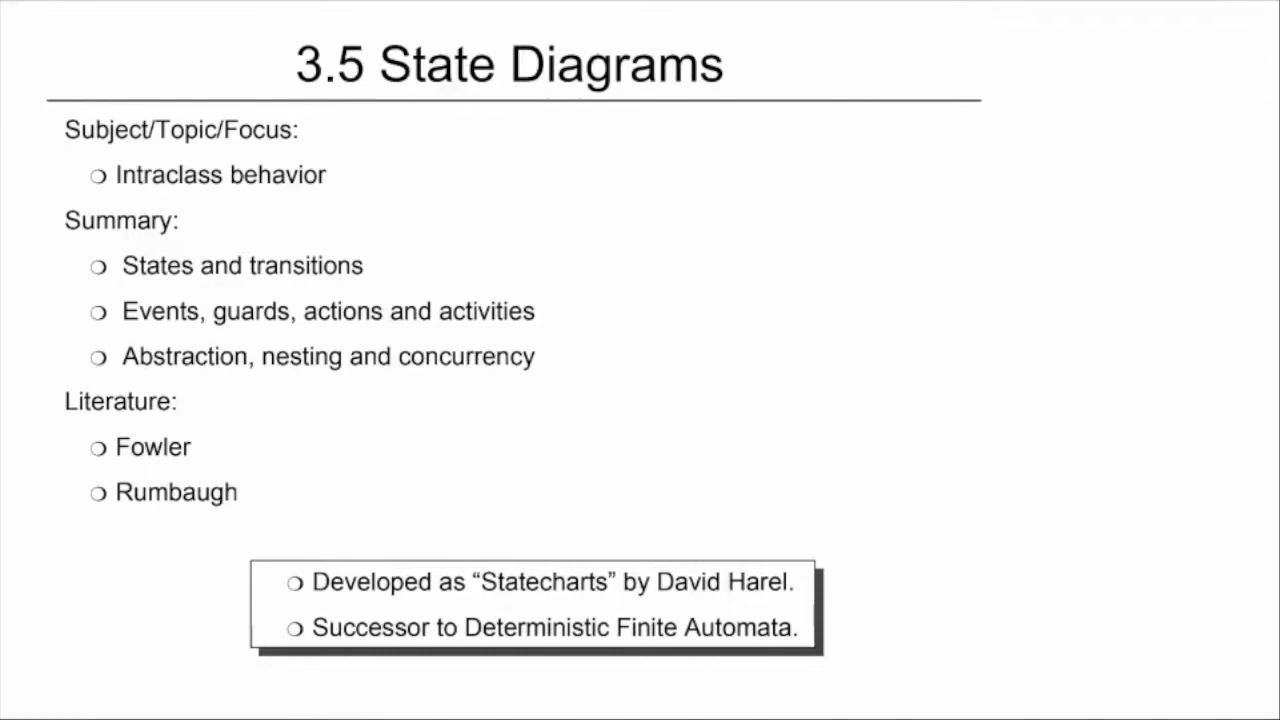 3.5 State Diagrams
Subject/Topic/Focus:
❍ Intraclass behavior
Summary:
❍ States and transitions
❍ Events, guards, actions and activities
❍ Abstraction, nesting and concurrency
Literature:
❍ Fowler
❍ Rumbaugh
❍ Developed as “Statecharts” by David Harel.
❍ Successor to Deterministic Finite Automata.